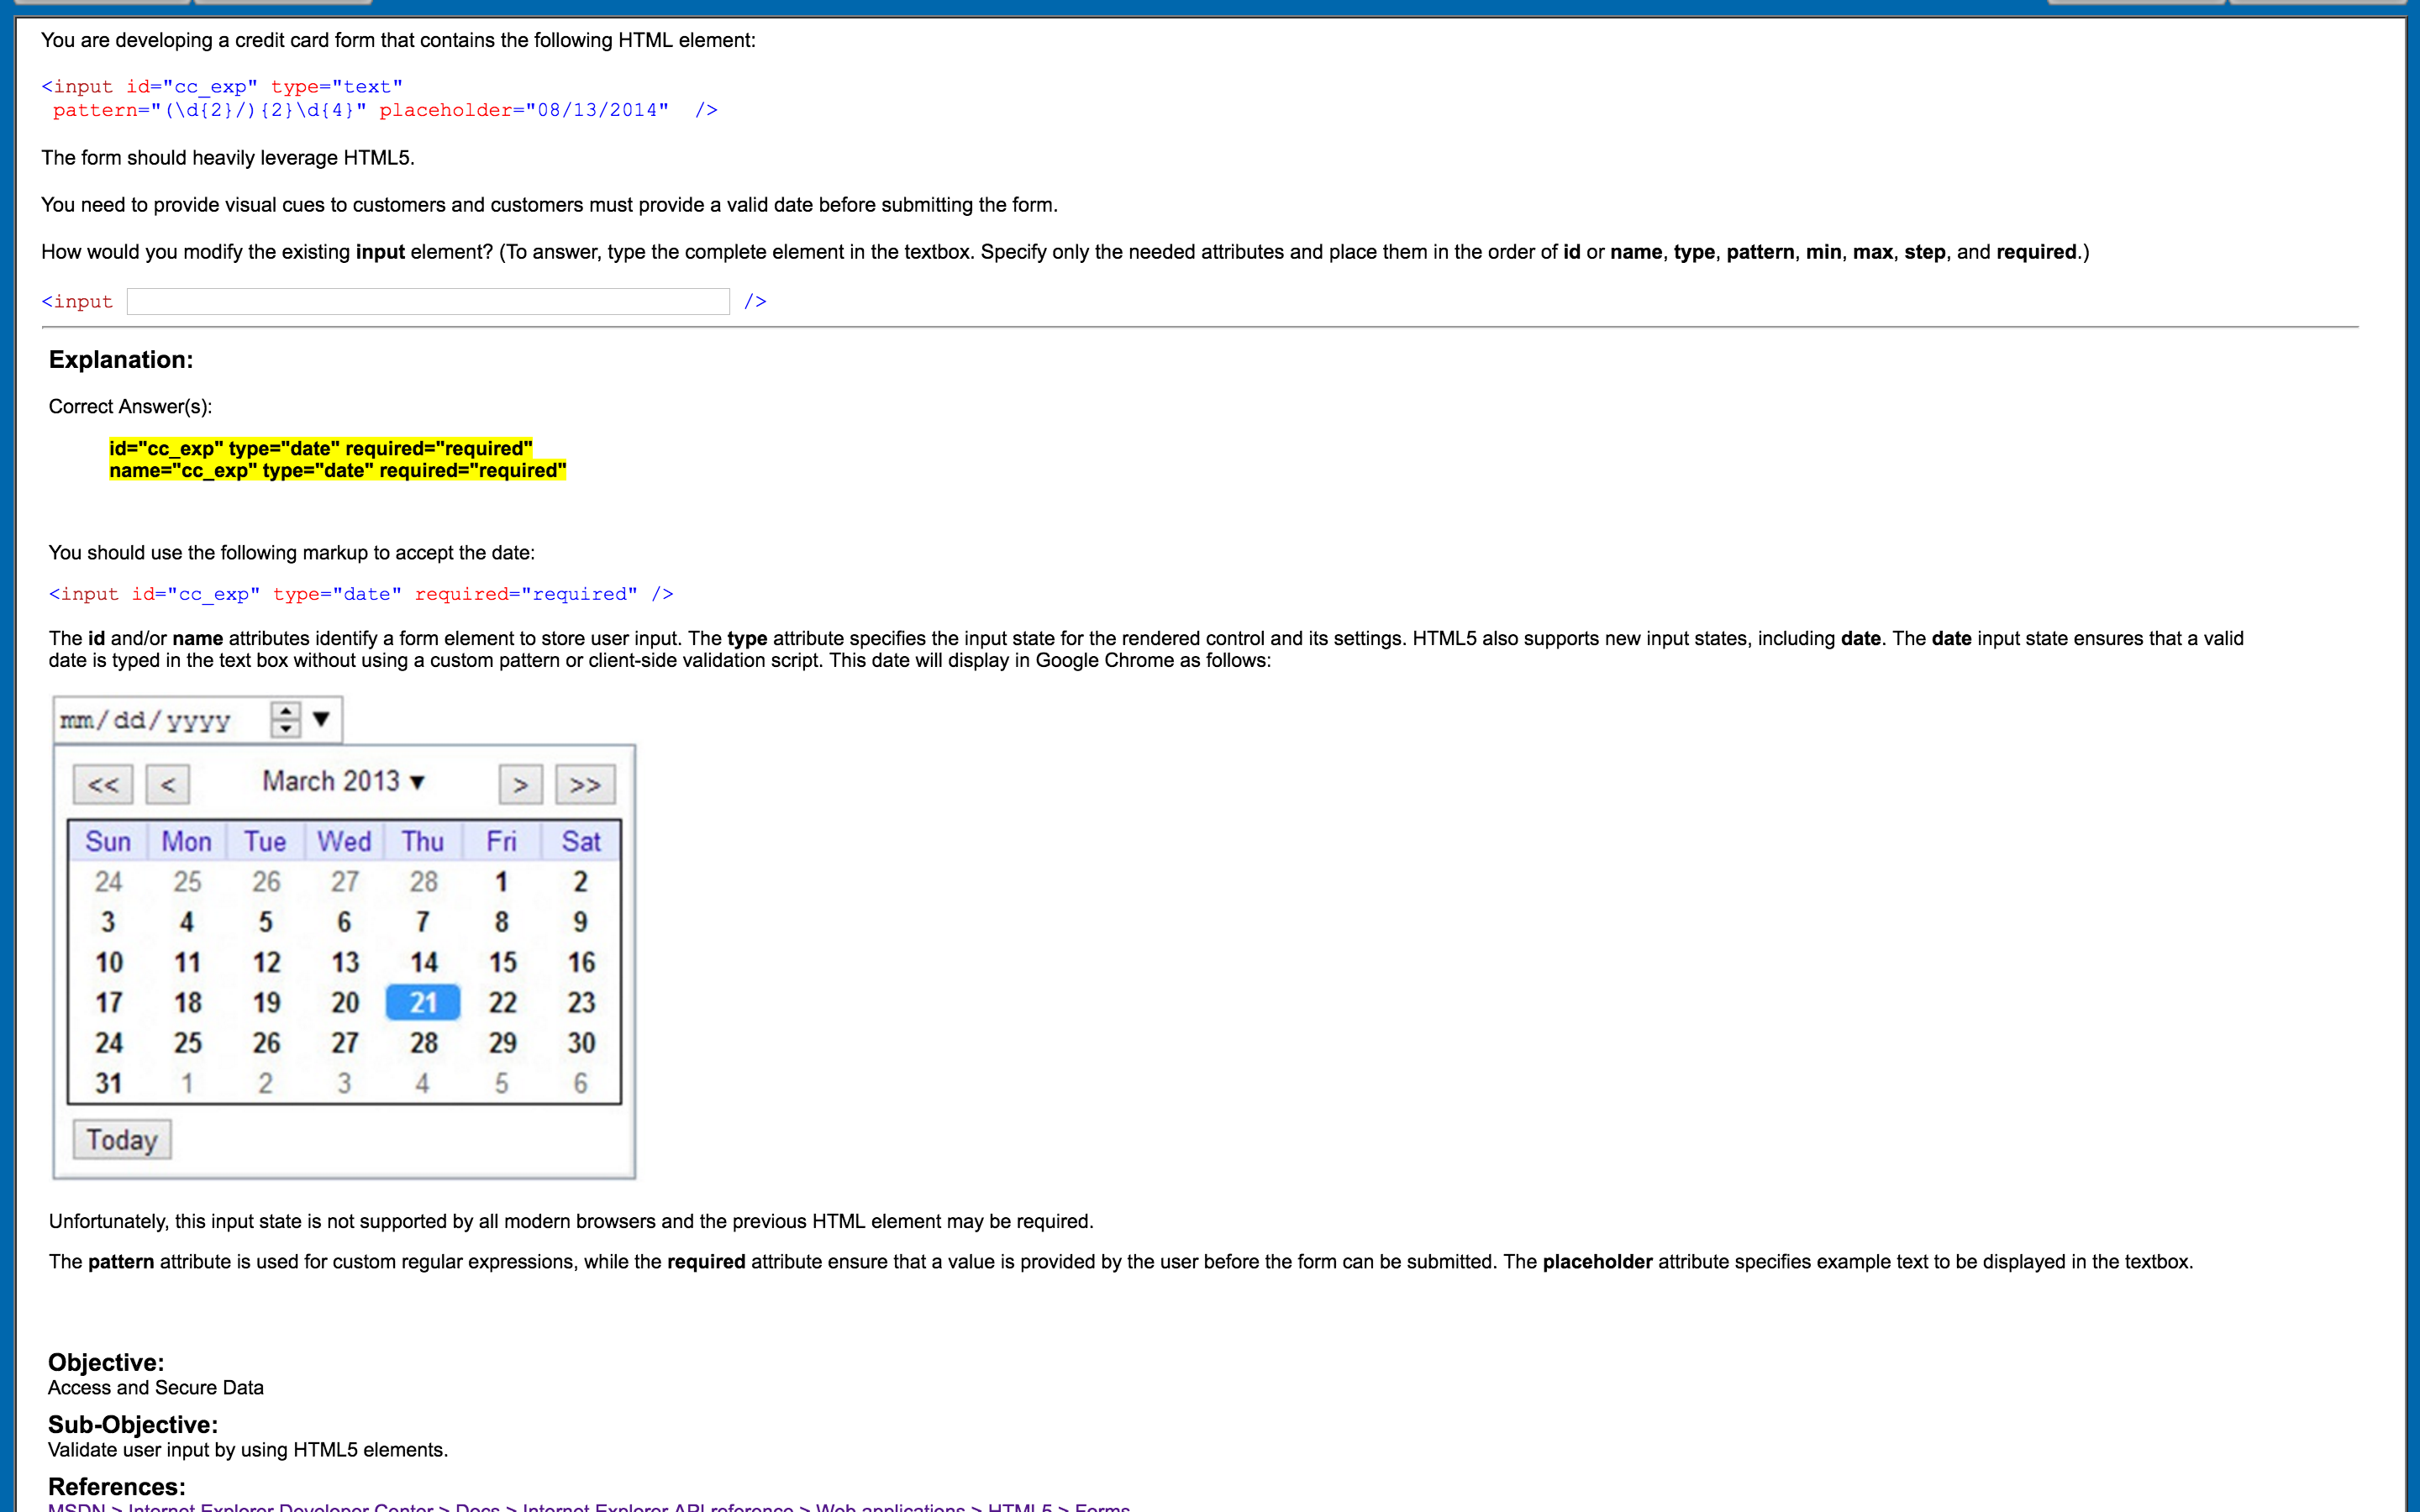 You are developing a credit card form that contains the following HTML element:
<input id="cc_exp" type="text"
pattern="(\d{2}/){2}\d{4}" placeholder="08/13/2014" />
The form should heavily leverage HTML5.
You need to provide visual cues to customers and customers must provide a valid date before submitting the form.
How would you modify the existing input element? (To answer, type the complete element in the textbox. Specify only the needed attributes and place them in the order of id or name, type, pattern, min, max, step, and required.)
<input />
Explanation:
Correct Answer(s):
id="cc_exp" type="date" required="required"
name="cc_exp" type="date" required="required"
You should use the following markup to accept the date:
<input id="cc_exp" type="date" required="required" />
The id and/or name attributes identify a form element to store user input. The type attribute specifies the input state for the rendered control and its settings. HTML5 also supports new input states, including date. The date input state ensures that a valid
date is typed in the text box without using a custom pattern or client-side validation script. This date will display in Google Chrome as follows:
mm/dd/yyyy
<< < March 2013 > >>
Sun Mon Tue Wed Thu Fri Sat
24 25 26 27 28 1 2
3 4 5 6 7 8 9
10 11 12 13 14 15 16
17 18 19 20 21 22 23
24 25 26 27 28 29 30
31 1 2 3 4 5 6
Today
Unfortunately, this input state is not supported by all modern browsers and the previous HTML element may be required.
The pattern attribute is used for custom regular expressions, while the required attribute ensure that a value is provided by the user before the form can be submitted. The placeholder attribute specifies example text to be displayed in the textbox.
Objective:
Access and Secure Data
Sub-Objective:
Validate user input by using HTML5 elements.
References:
MSDN > Internet Explorer Developer Center > Docs > Internet Explorer API reference > Web applications > HTML5 > Forms